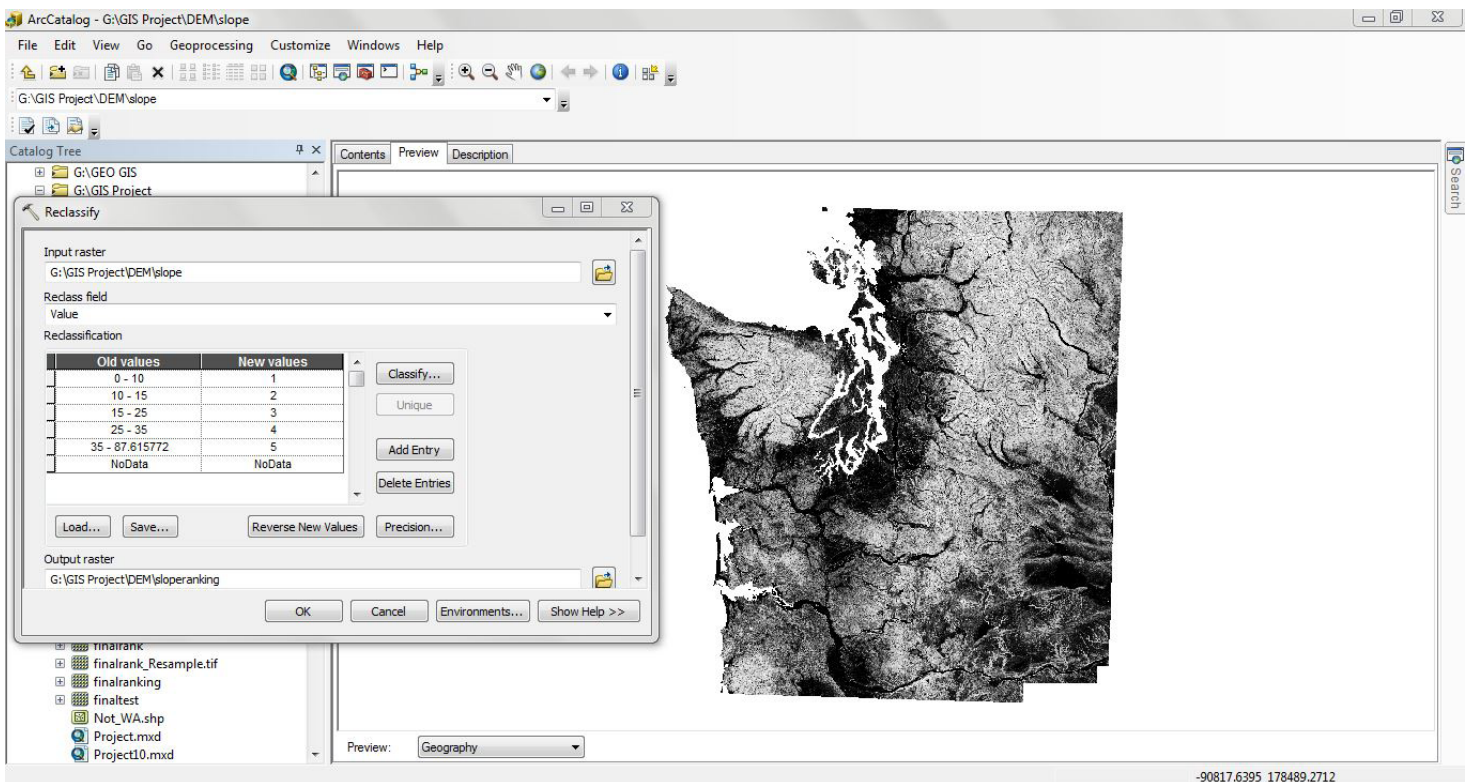 ArcCatalog - G:\GIS Project\DEM\slope
File Edit View Go Geoprocessing Customize Windows Help
G:\GIS Project\DEM\slope
Catalog Tree
G:\GEO GIS
G:\GIS Project
Contents Preview Description
Search
Reclassify
Input raster
G:\GIS Project\DEM\slope
Reclass field
Value
Reclassification
Old values New values
0 - 10 1
10 - 15 2
15 - 25 3
25 - 35 4
35 - 87.615772 5
NoData NoData
Classify...
Unique
Add Entry
Delete Entries
Load... Save... Reverse New Values Precision...
Output raster
G:\GIS Project\DEM\sloperanking
OK Cancel Environments... Show Help >>
finalrank
finalrank_Resample.tif
finalranking
finaltest
Not_WA.shp
Project.mxd
Project10.mxd
Preview: Geography
-90817.6395 178489.2712